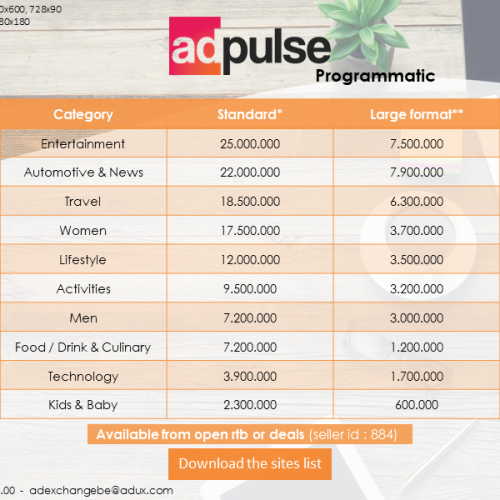 0x600, 728x90
80x180
adpulse
Programmatic
Category Standard* Large format**
Entertainment 25.000.000 7.500.000
Automotive & News 22.000.000 7.900.000
Travel 18.500.000 6.300.000
Women 17.500.000 3.700.000
Lifestyle 12.000.000 3.500.000
Activities 9.500.000 3.200.000
Men 7.200.000 3.000.000
Food / Drink & Culinary 7.200.000 1.200.000
Technology 3.900.000 1.700.000
Kids & Baby 2.300.000 600.000
Available from open rtb or deals (seller id : 884)
Download the sites list
.00 - adexchangebe@adux.com